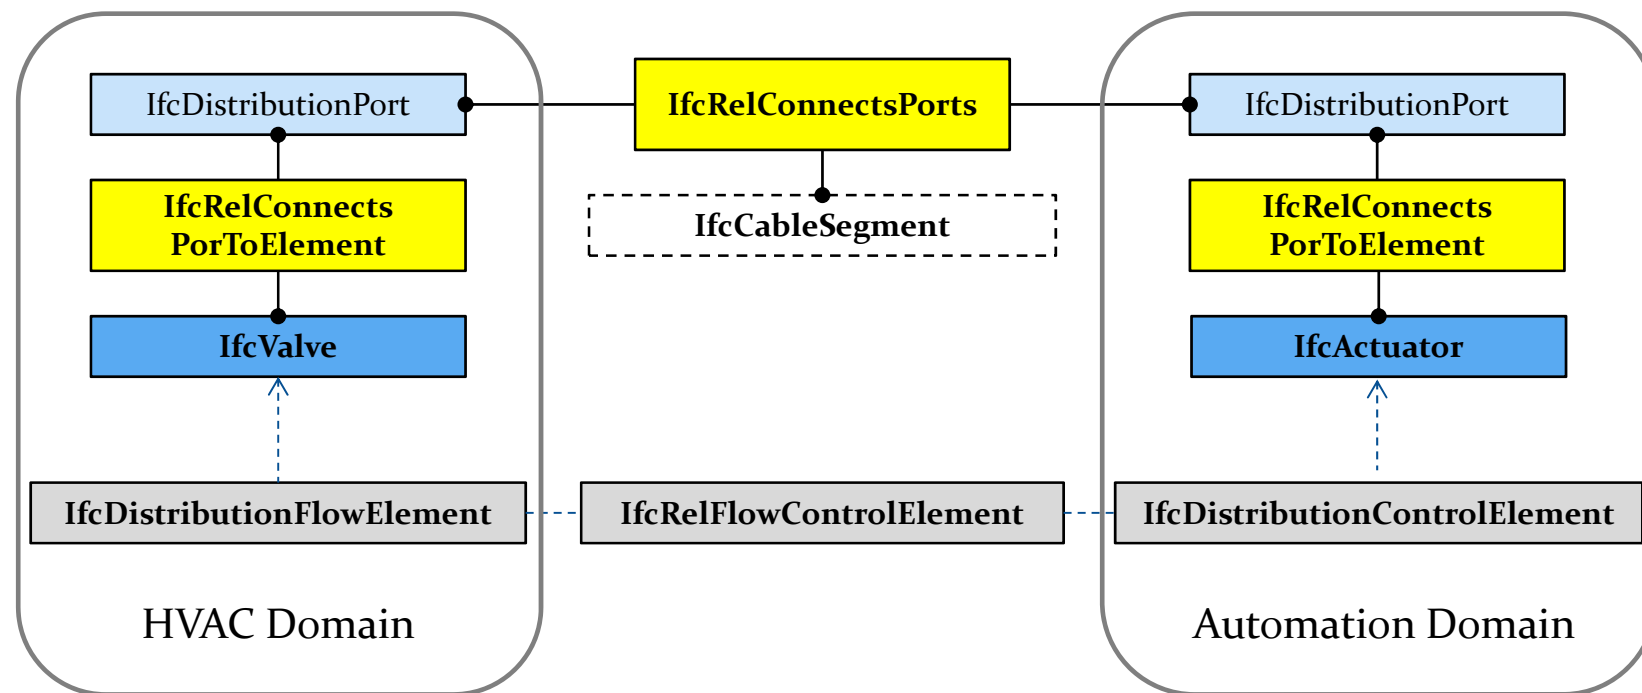 IfcDistributionPort
IfcRelConnectsPorts
IfcDistributionPort
IfcRelConnects
PorToElement
IfcCableSegment
IfcRelConnects
PorToElement
IfcValve
IfcActuator
IfcDistributionFlowElement
IfcRelFlowControlElement
IfcDistributionControlElement
HVAC Domain
Automation Domain